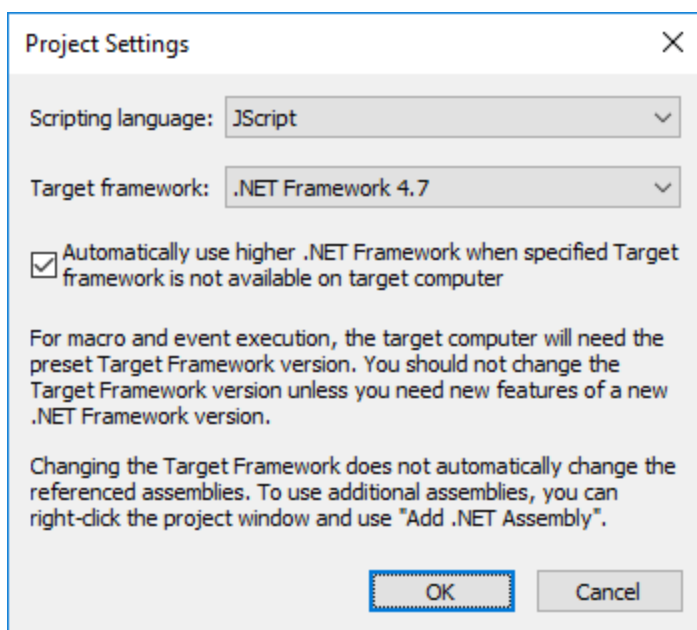 Project Settings
Scripting language: JScript
Target framework: .NET Framework 4.7
Automatically use higher .NET Framework when specified Target
framework is not available on target computer
For macro and event execution, the target computer will need the
preset Target Framework version. You should not change the
Target Framework version unless you need new features of a new
.NET Framework version.
Changing the Target Framework does not automatically change the
referenced assemblies. To use additional assemblies, you can
right-click the project window and use "Add .NET Assembly".
OK Cancel